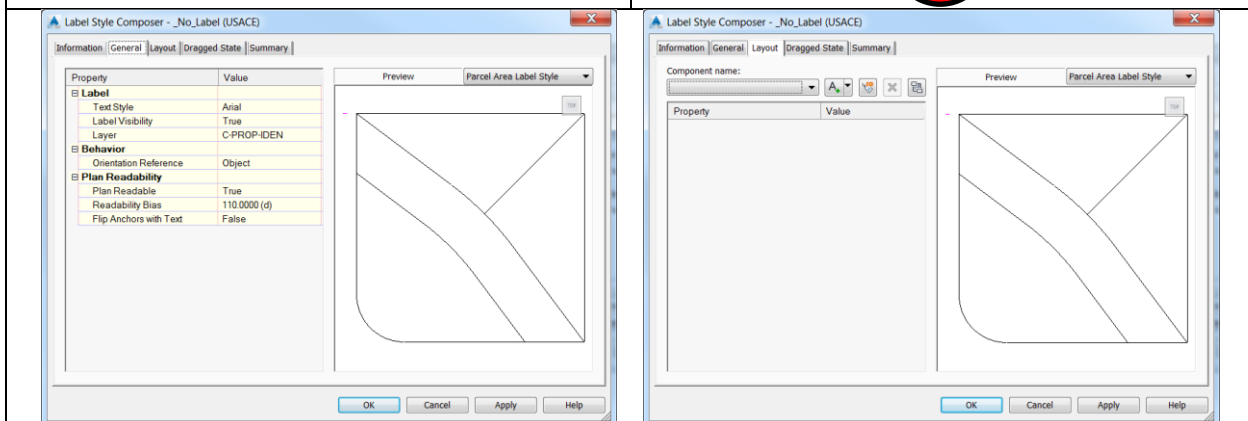 Label Style Composer - _No_Label (USACE)
Information General Layout Dragged State Summary
Property Value
Label
Text Style Arial
Label Visibility True
Layer C-PROP-IDEN
Behavior
Orientation Reference Object
Plan Readability
Plan Readable True
Readability Bias 110.0000 (d)
Flip Anchors with Text False
Preview Parcel Area Label Style
TOP
OK Cancel Apply Help
Label Style Composer - _No_Label (USACE)
Information General Layout Dragged State Summary
Component name:
Property Value
Preview Parcel Area Label Style
TOP
OK Cancel Apply Help